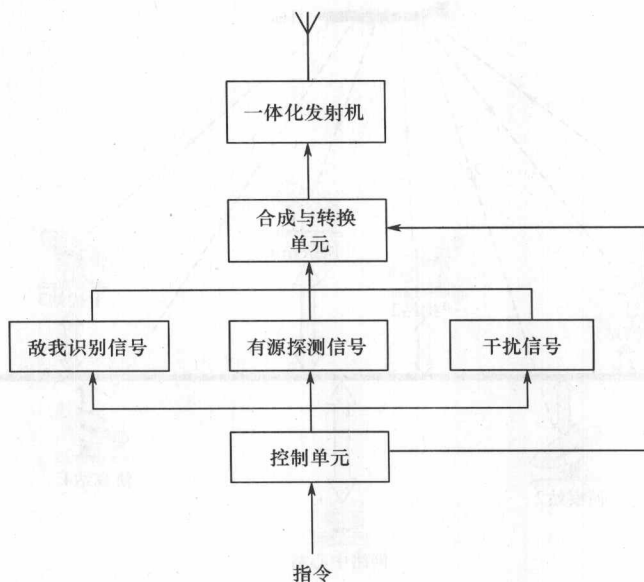 一体化发射机
合成与转换
单元
敌我识别信号
有源探测信号
干扰信号
控制单元
指令